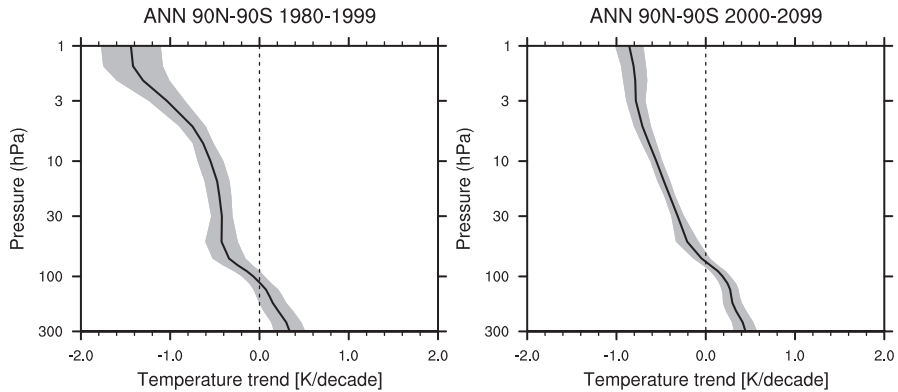 ANN 90N-90S 1980-1999
1
3
10
30
100
300
Pressure (hPa)
-2.0 -1.0 0.0 1.0 2.0
Temperature trend [K/decade]
ANN 90N-90S 2000-2099
1
3
10
30
100
300
Pressure (hPa)
-2.0 -1.0 0.0 1.0 2.0
Temperature trend [K/decade]